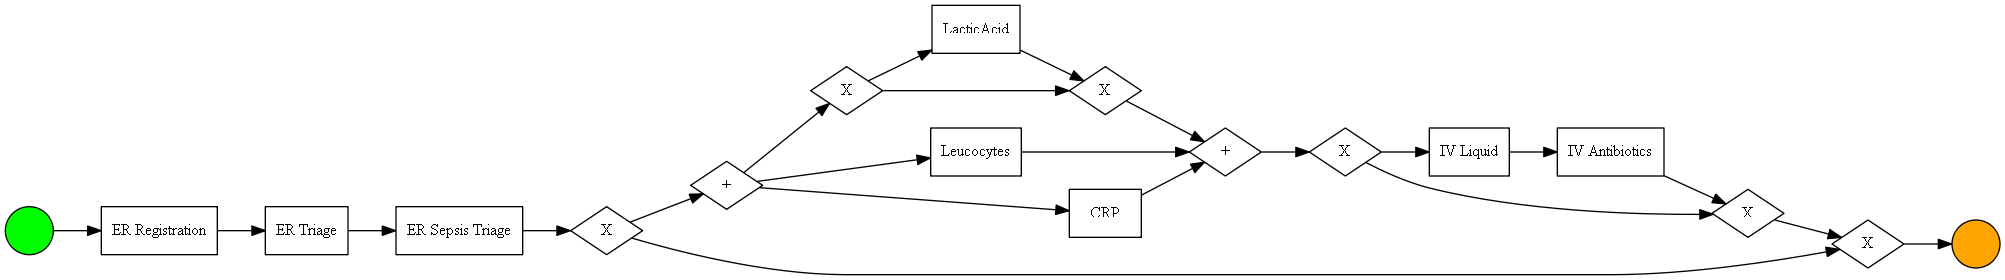 LacticAcid
X
X
Leucocytes
+
X
IV Liquid
IV Antibiotics
+
CRP
X
ER Registration
ER Triage
ER Sepsis Triage
X
X